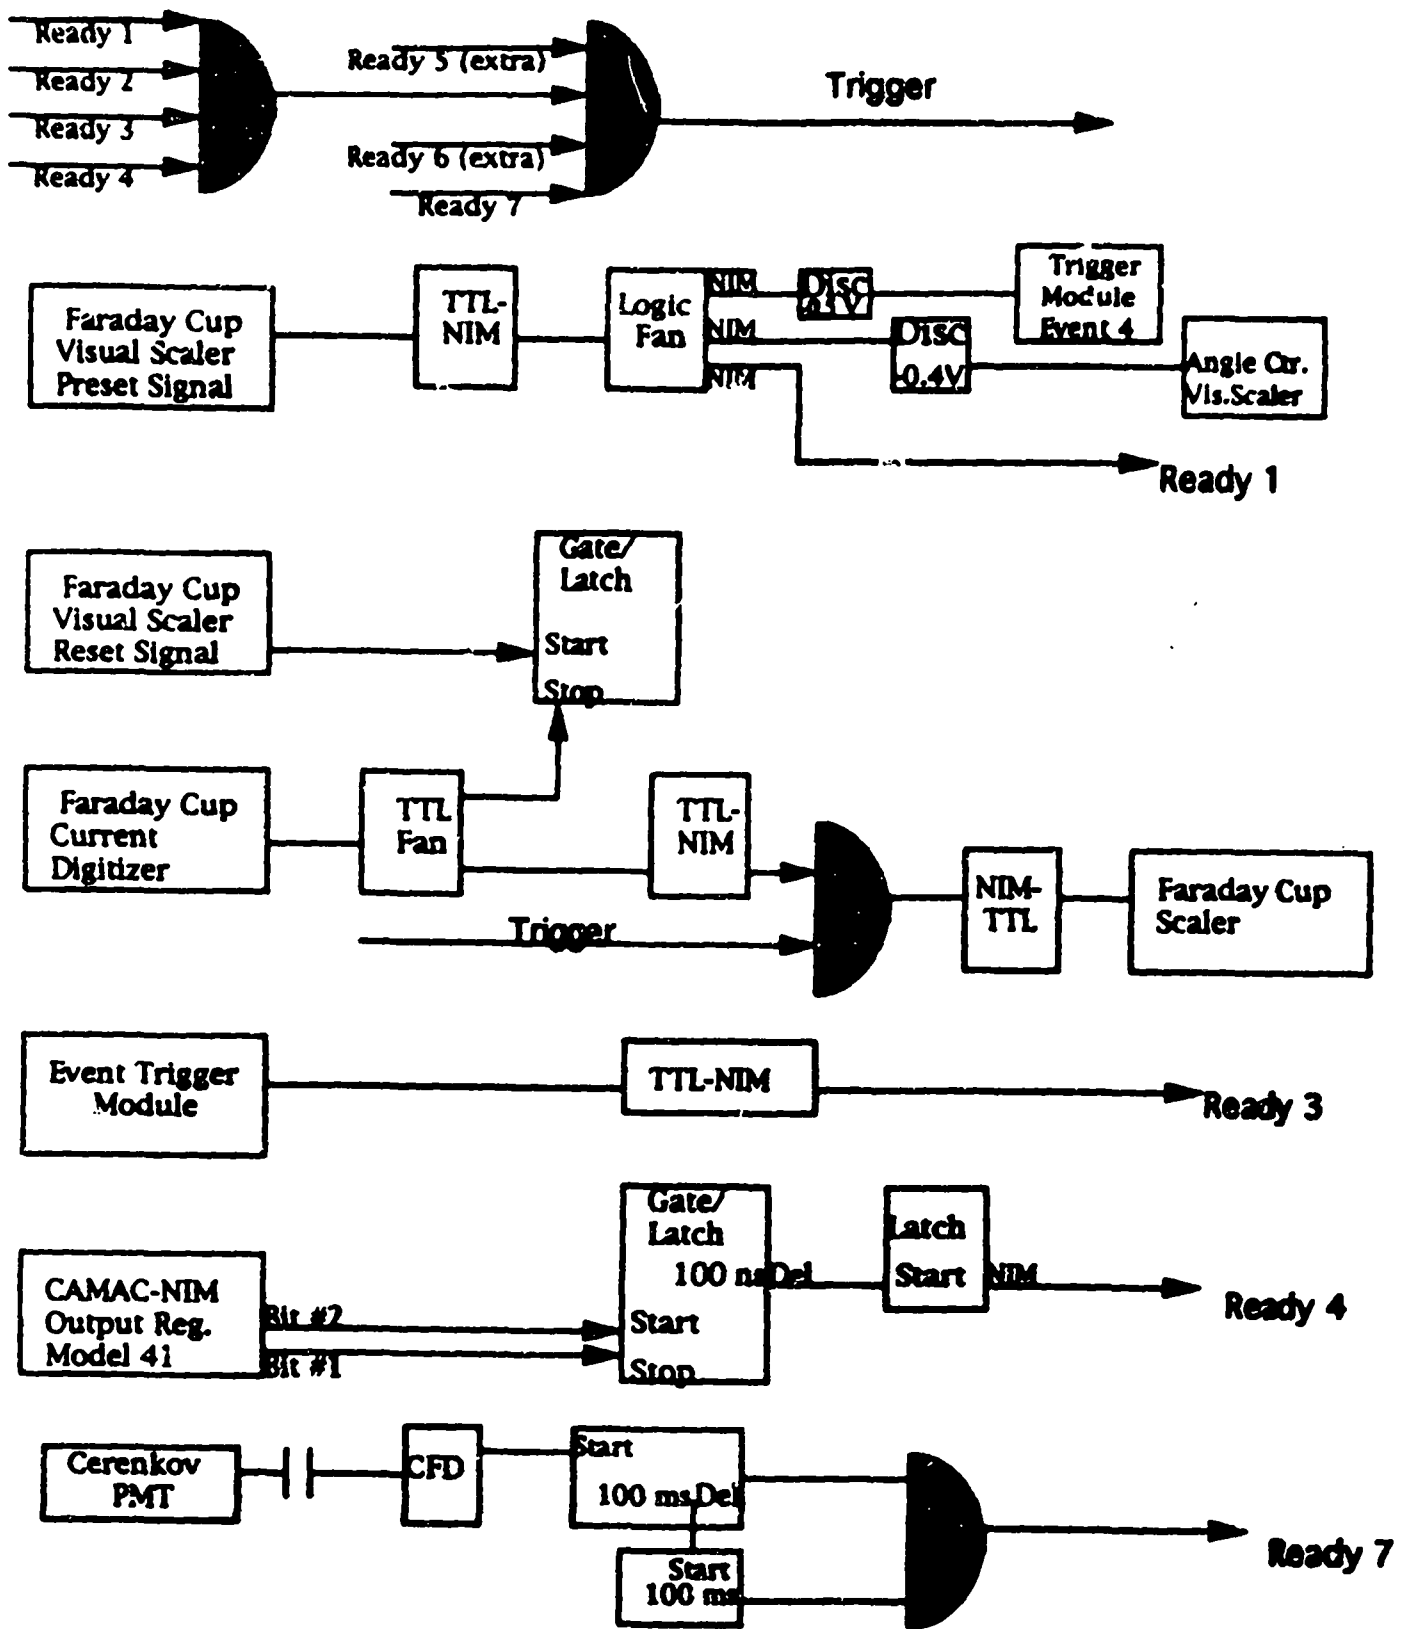 Ready 1
Ready 2
Ready 3
Ready 4
Ready 5 (extra)
Ready 6 (extra)
Ready 7
Trigger
Faraday Cup
Visual Scaler
Preset Signal
TTL-
NIM
Logic
Fan
NIM
NIM
NIM
Disc
Disc
-0.4V
Trigger
Module
Event 4
Angle Ctr.
Vis.Scaler
Ready 1
Faraday Cup
Visual Scaler
Reset Signal
Gate/
Latch
Start
Stop
Faraday Cup
Current
Digitizer
TTL
Fan
TTL-
NIM
Trigger
NIM-
TTL
Faraday Cup
Scaler
Event Trigger
Module
TTL-NIM
Ready 3
CAMAC-NIM
Output Reg.
Model 41
Bit #2
Bit #1
Gate/
Latch
100 nsDel
Start
Stop
Latch
Start
NIM
Ready 4
Cerenkov
PMT
CFD
Start
100 msDel
Start
100 ms
Ready 7